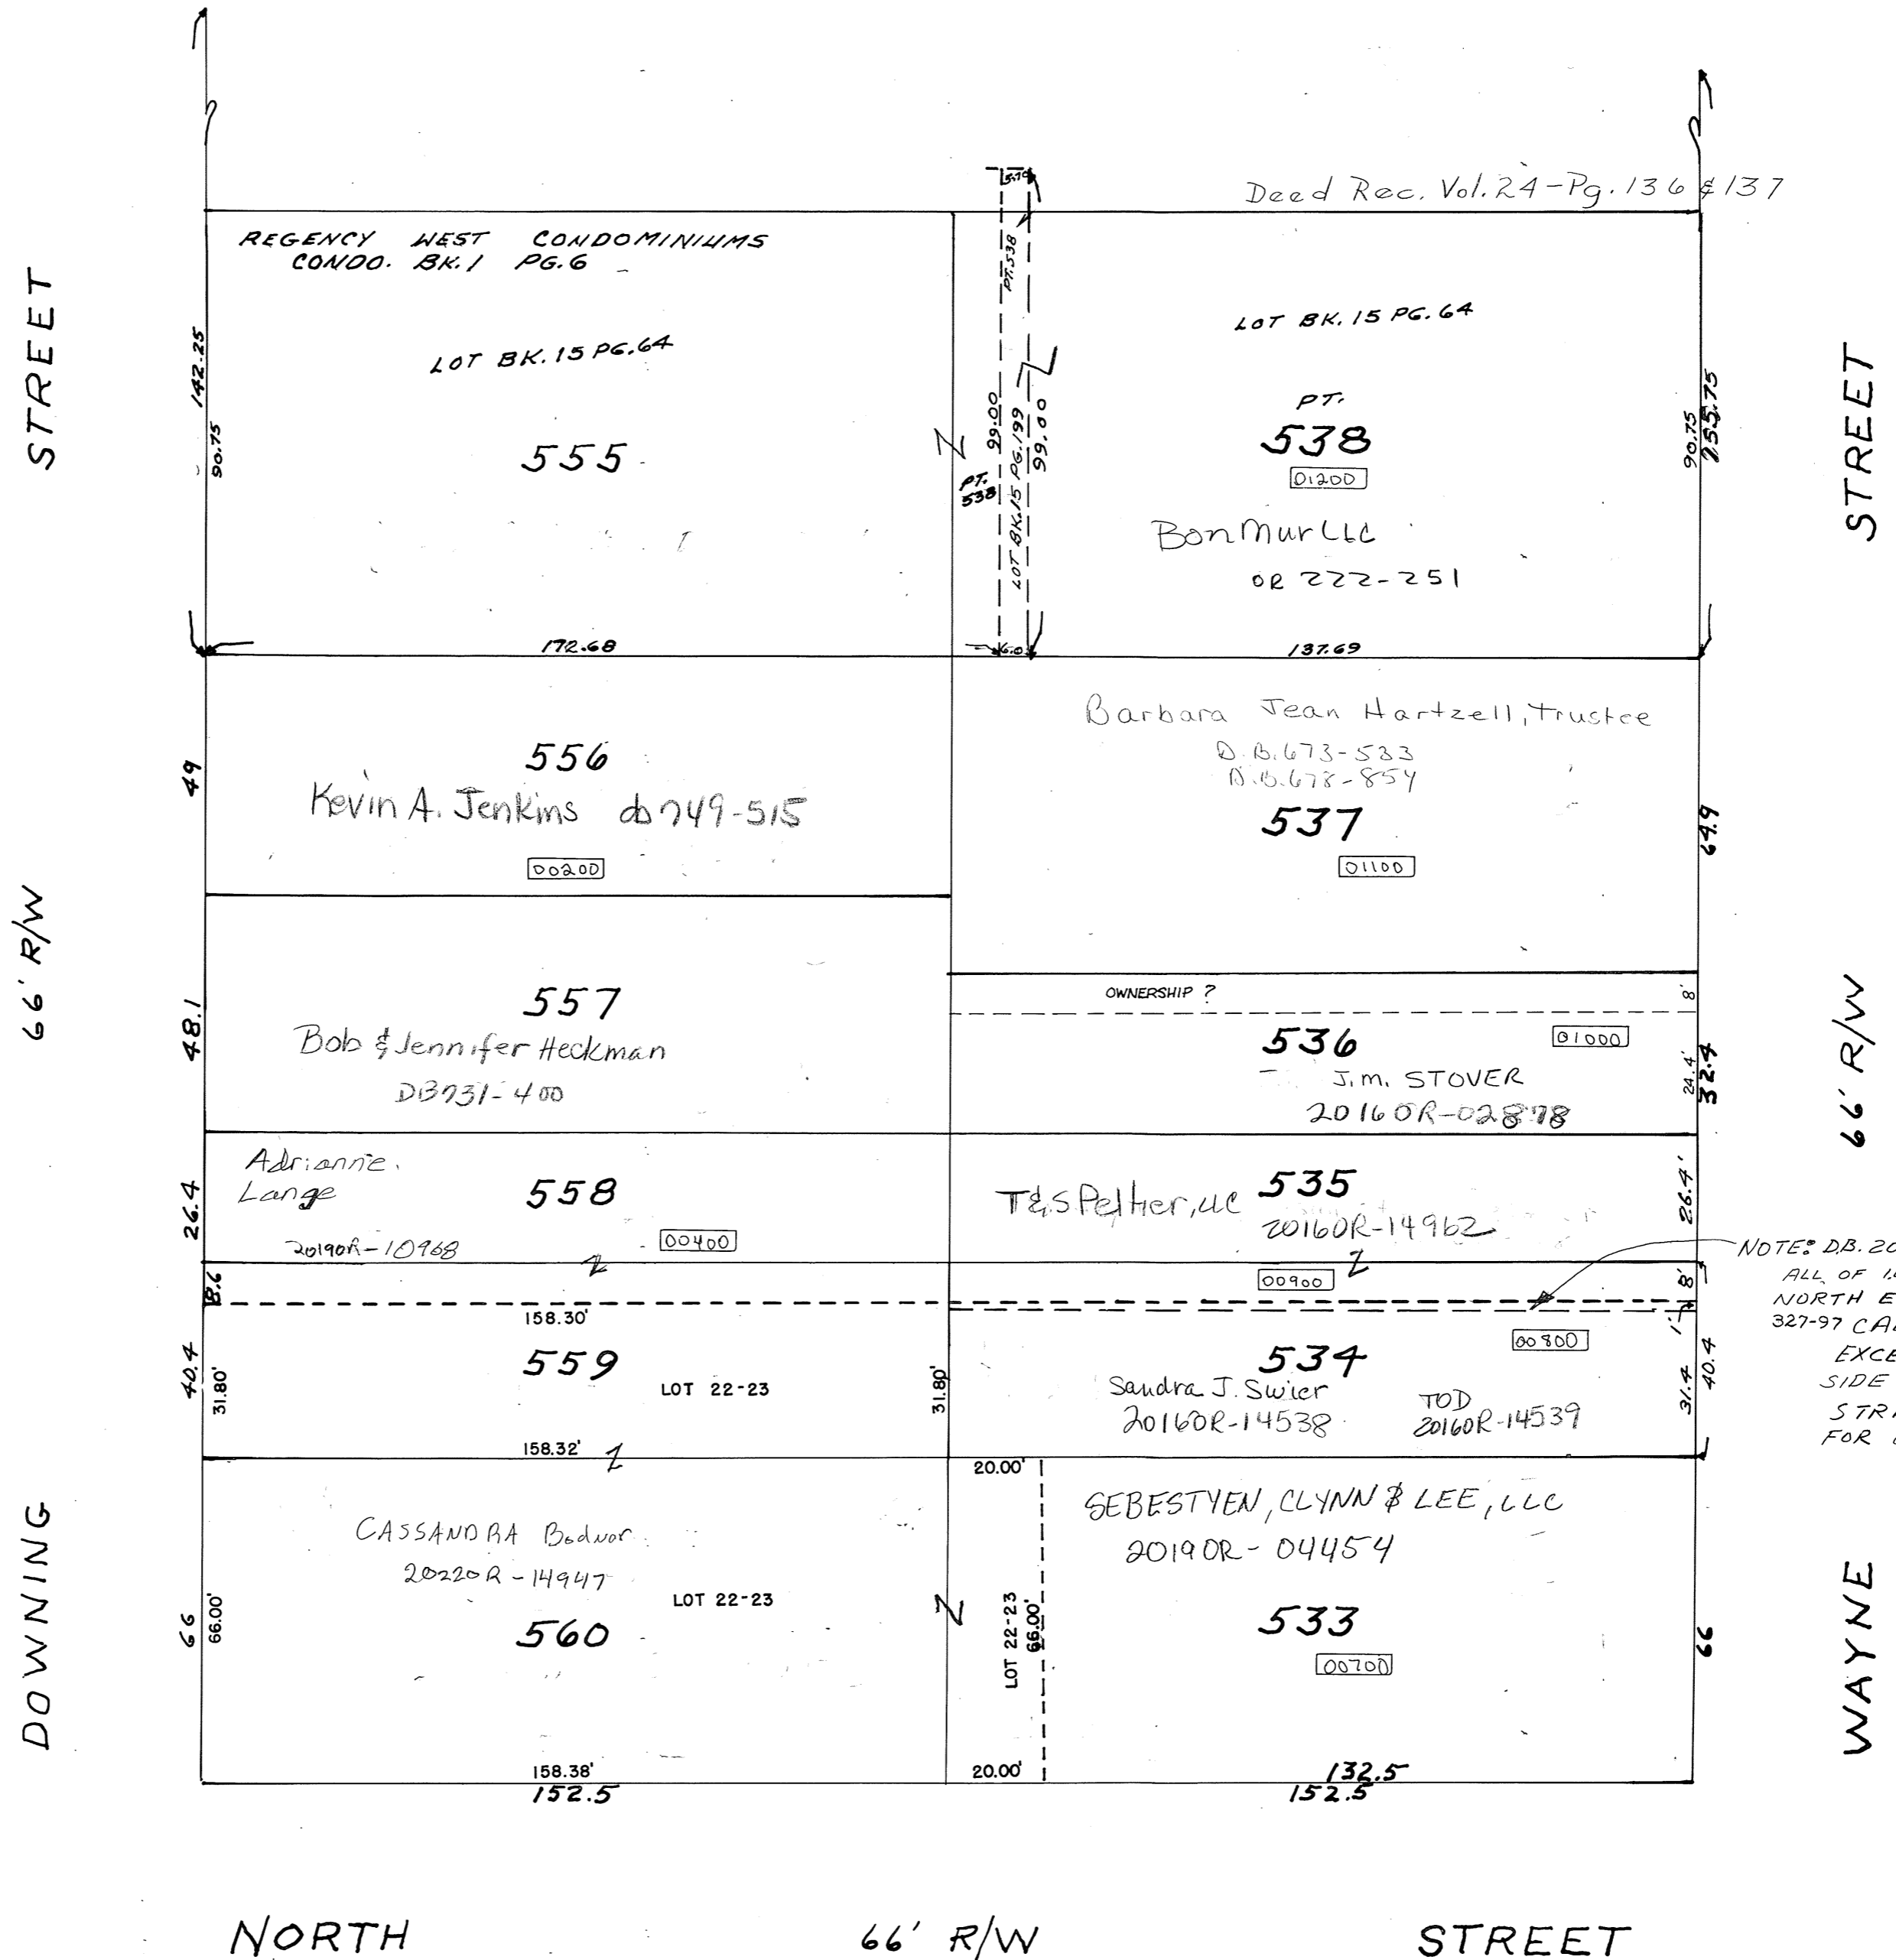 Deed Rec. Vol. 24-Pg. 136 & 137
5.70
REGENCY WEST CONDOMINIUMS
CONDO. BK. 1 PG. 6
LOT BK. 15 PG. 64
555
142.25
90.75
172.68
STREET
PT. 538
99.00
LOT BK. 15 PG. 199
99.00
PT.
538
6.0
LOT BK. 15 PG. 64
PT.
538
01200
BonMur LLC
OR 222-251
137.69
90.75
STREET
49
556
Kevin A. Jenkins db 749-515
00200
Barbara Jean Hartzell, Trustee
D.B. 673-533
D.B. 678-854
537
01100
64.9
66' R/W
48.1
557
Bob & Jennifer Heckman
DB731-400
OWNERSHIP ?
8'
536
01000
J.M. STOVER
2016OR-02878
24.4'
32.4
66' R/W
26.4
Adrianne
Lange
558
2019OR-10968
00400
T&S Peltier, LLC
535
2016OR-14962
26.4'
8.6
158.30'
00900
8'
1'
NOTE: D.B. 20
ALL OF
NORTH E
327-97 CA
EXCE
SIDE
STR
FOR
40.4
31.80'
559
LOT 22-23
158.32'
31.80'
00800
534
Sandra J. Swier
2016OR-14538
TOD
2016OR-14539
31.4
40.4
DOWNING
66
66.00'
CASSANDRA Bodnor
2022OR-14947
LOT 22-23
560
158.38'
152.5
20.00'
LOT 22-23
66.00'
20.00'
SEBESTYEN, CLYNN & LEE, LLC
2019OR-04454
533
00700
132.5
152.5
66
WAYNE
NORTH 66' R/W STREET